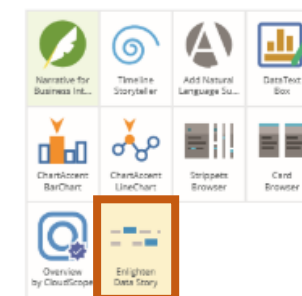 Narrative for
Business Int...
Timeline
Storyteller
Add Natural
Language Su...
DataText
Box
ChartAccent
BarChart
ChartAccent
LineChart
Strippets
Browser
Card
Browser
Overview
by CloudScope
Enlighten
Data Story